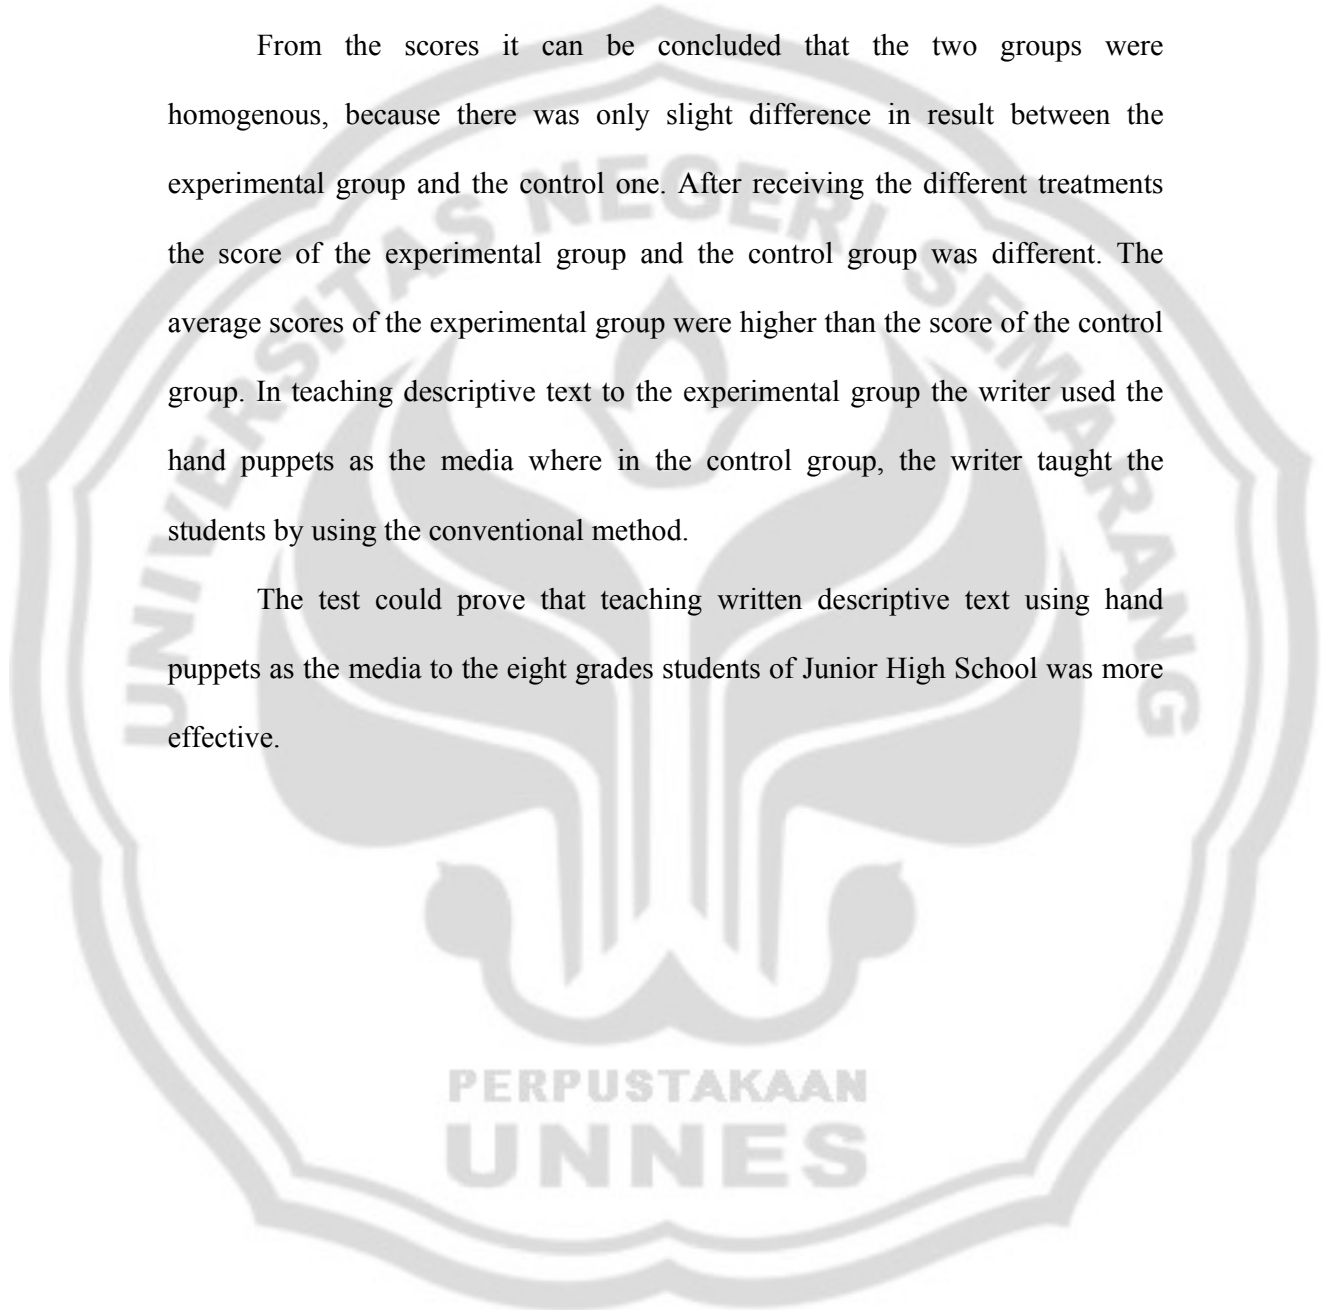 From the scores it can be concluded that the two groups were
homogenous, because there was only slight difference in result between the
experimental group and the control one. After receiving the different treatments
the score of the experimental group and the control group was different. The
average scores of the experimental group were higher than the score of the control
group. In teaching descriptive text to the experimental group the writer used the
hand puppets as the media where in the control group, the writer taught the
students by using the conventional method.
The test could prove that teaching written descriptive text using hand
puppets as the media to the eight grades students of Junior High School was more
effective.
UNIVERSITAS NEGERI SEMARANG
PERPUSTAKAAN
UNNES